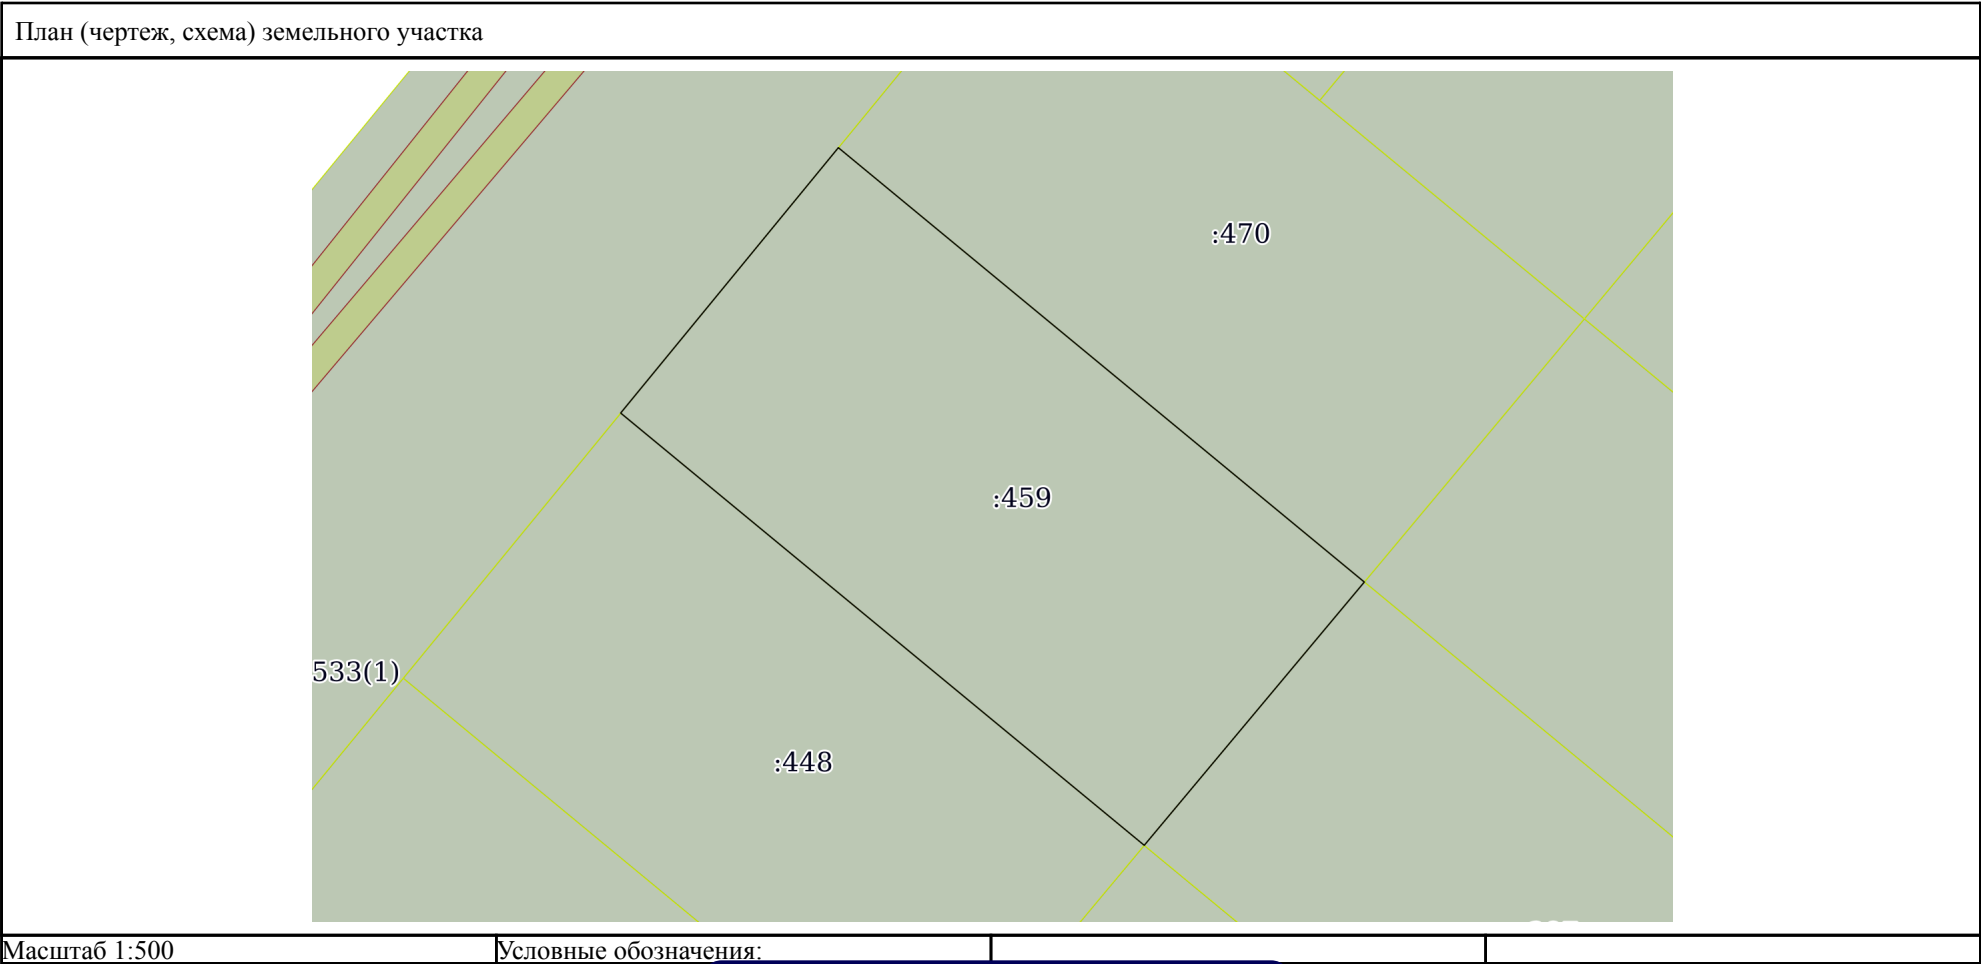 План (чертеж, схема) земельного участка
:470
:459
533(1)
:448
Масштаб 1:500
Условные обозначения: